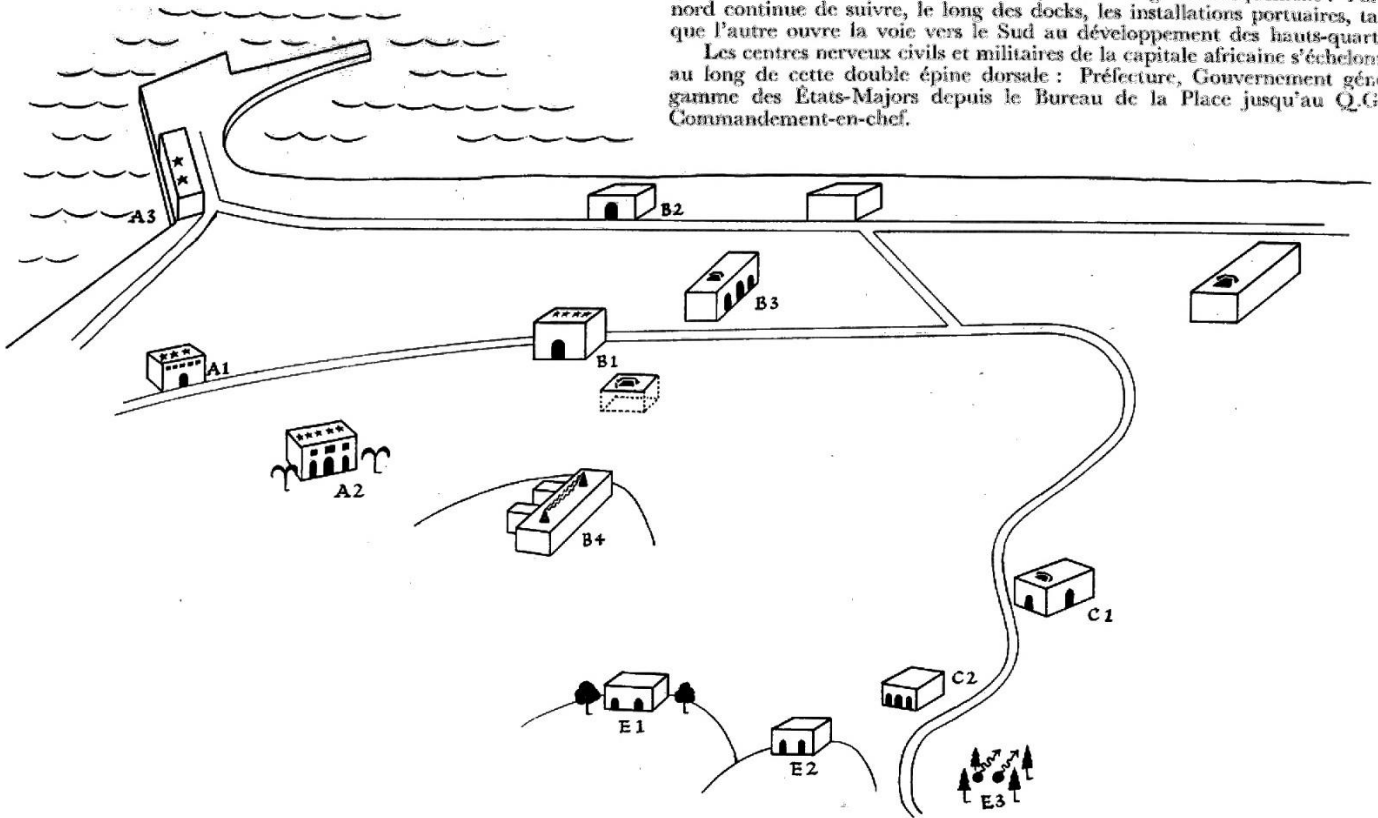 nord continue de suivre, le long des docks, les installations portuaires, ta
que l'autre ouvre la voie vers le Sud au développement des hauts-quart
Les centres nerveux civils et militaires de la capitale africaine s'échelon
au long de cette double épine dorsale : Préfecture, Gouvernement géné
gamme des États-Majors depuis le Bureau de la Place jusqu'au Q.G
Commandement-en-chef.
A3
B2
B3
B1
A1
A2
B4
C1
C2
E1
E2
E3